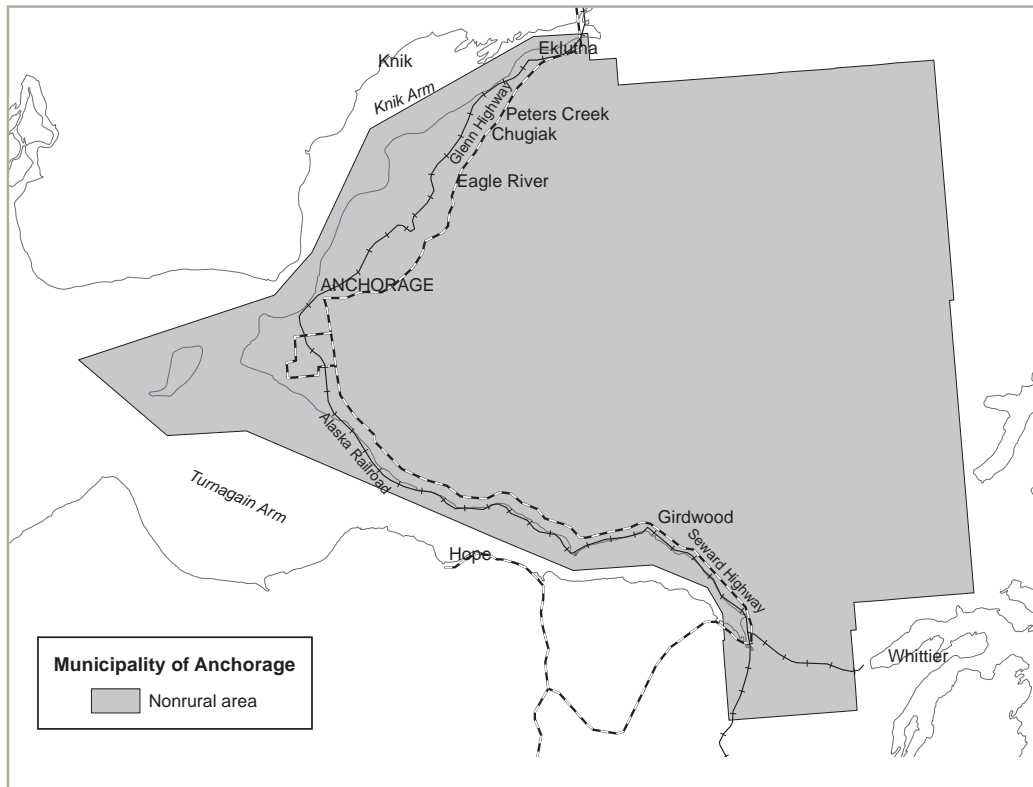 Knik
Eklutna
Knik Arm
Glenn Highway
Peters Creek
Chugiak
Eagle River
ANCHORAGE
Alaska Railroad
Turnagain Arm
Girdwood
Seward Highway
Hope
Whittier
Municipality of Anchorage
Nonrural area